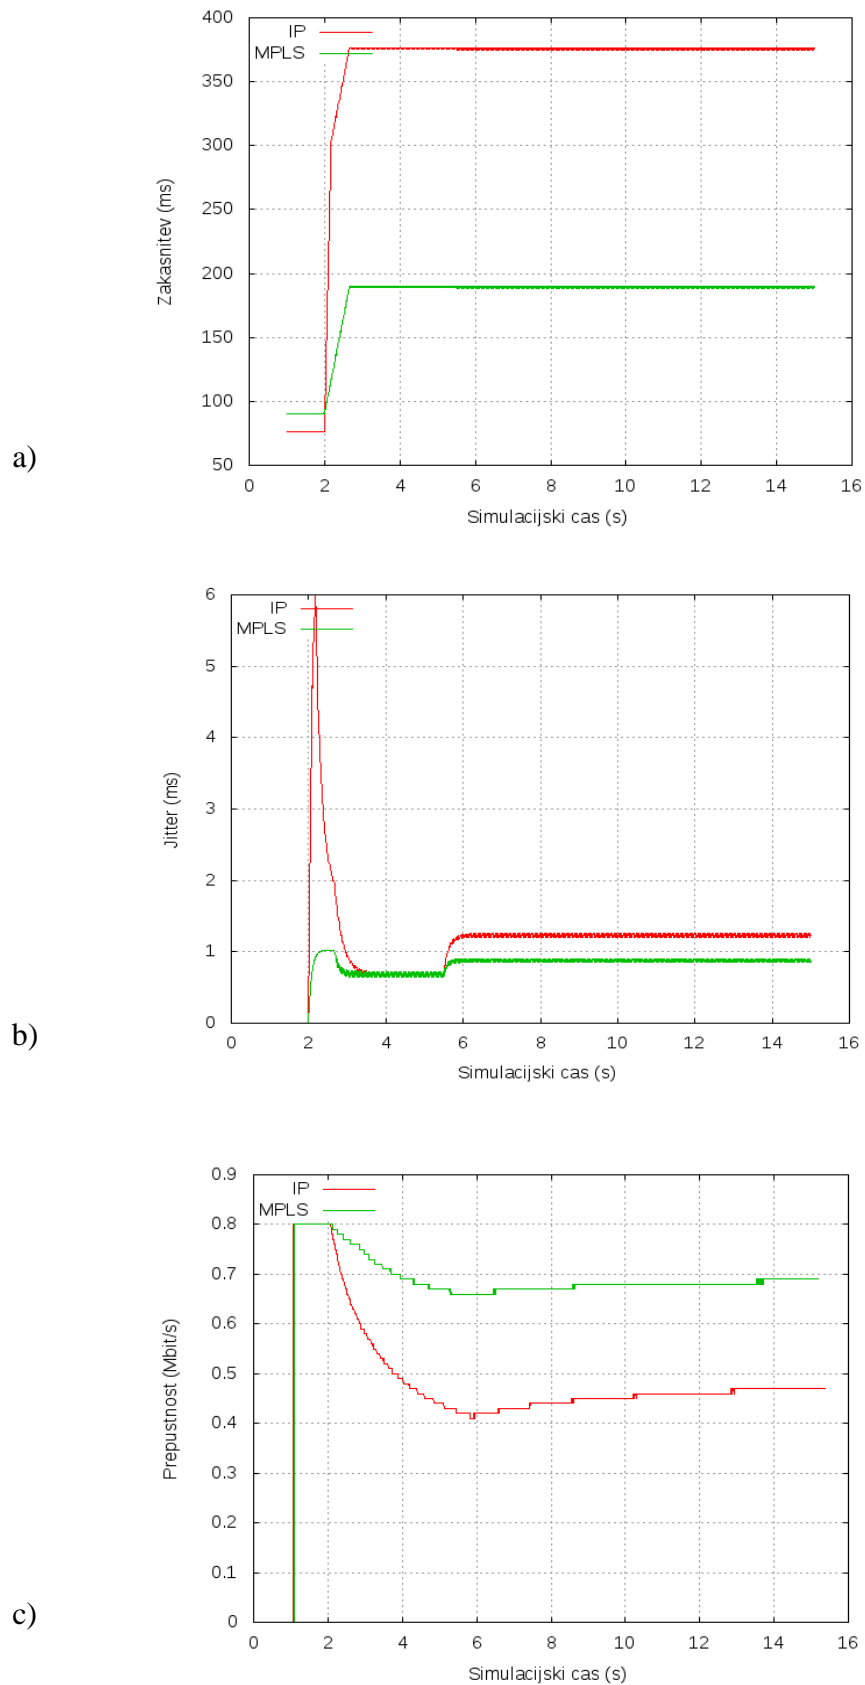 400
IP
MPLS
350
300
250
200
150
100
50
Zakasnitev (ms)
0 2 4 6 8 10 12 14 16
Simulacijski cas (s)
a)
6
IP
MPLS
5
4
3
2
1
0
Jitter (ms)
0 2 4 6 8 10 12 14 16
Simulacijski cas (s)
b)
0.9
IP
MPLS
0.8
0.7
0.6
0.5
0.4
0.3
0.2
0.1
0
Prepustnost (Mbit/s)
0 2 4 6 8 10 12 14 16
Simulacijski cas (s)
c)